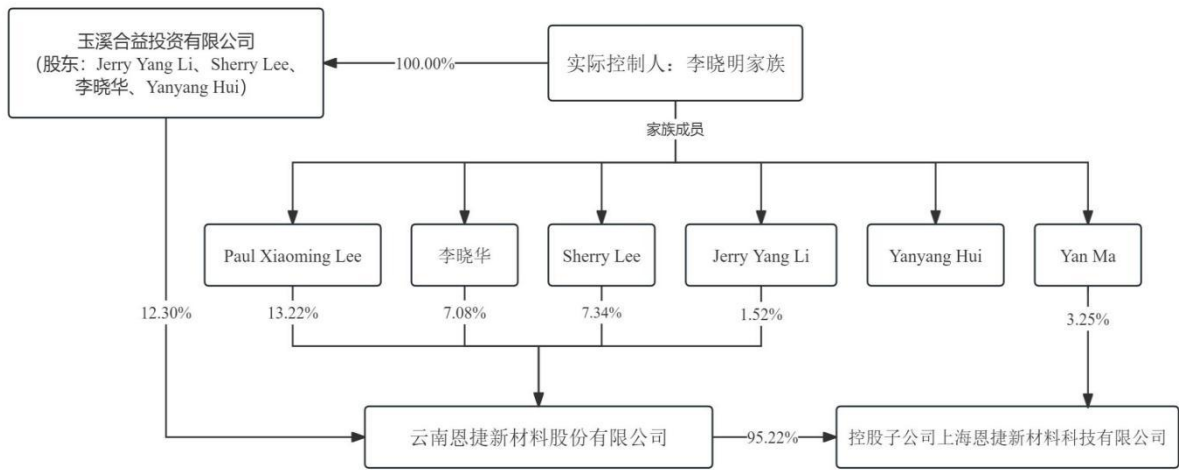 玉溪合益投资有限公司
（股东：Jerry Yang Li、Sherry Lee、
李晓华、Yanyang Hui）
100.00%
实际控制人：李晓明家族
家族成员
Paul Xiaoming Lee
李晓华
Sherry Lee
Jerry Yang Li
Yanyang Hui
Yan Ma
12.30%
13.22%
7.08%
7.34%
1.52%
3.25%
云南恩捷新材料股份有限公司
95.22%
控股子公司上海恩捷新材料科技有限公司